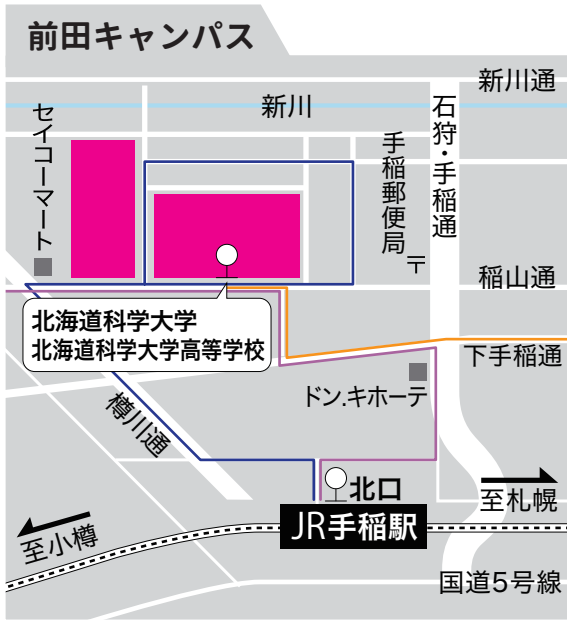 前田キャンパス
新川通
新川
石狩・手稲通
セイコーマート
手稲郵便局
〒
稲山通
北海道科学大学
北海道科学大学高等学校
下手稲通
ドン.キホーテ
樽川通
北口
至札幌
JR手稲駅
至小樽
国道5号線